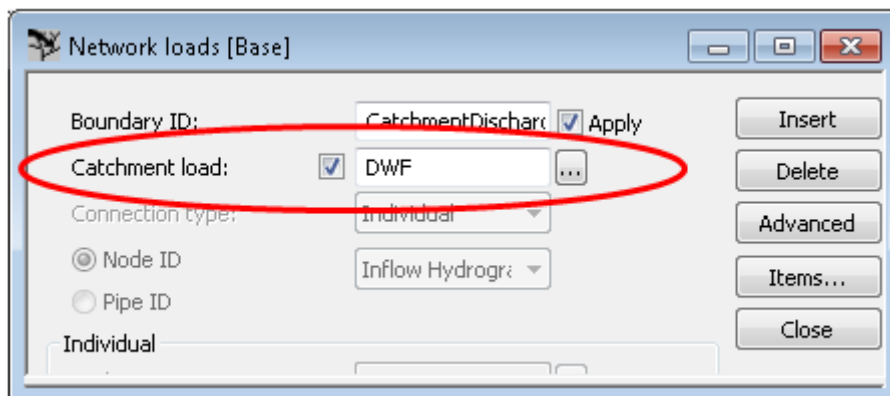 Network loads [Base]
Boundary ID: CatchmentDischar Apply Insert
Catchment load: DWF ... Delete
Connection type: Individual Advanced
Node ID Inflow Hydrogra Items...
Pipe ID Close
Individual